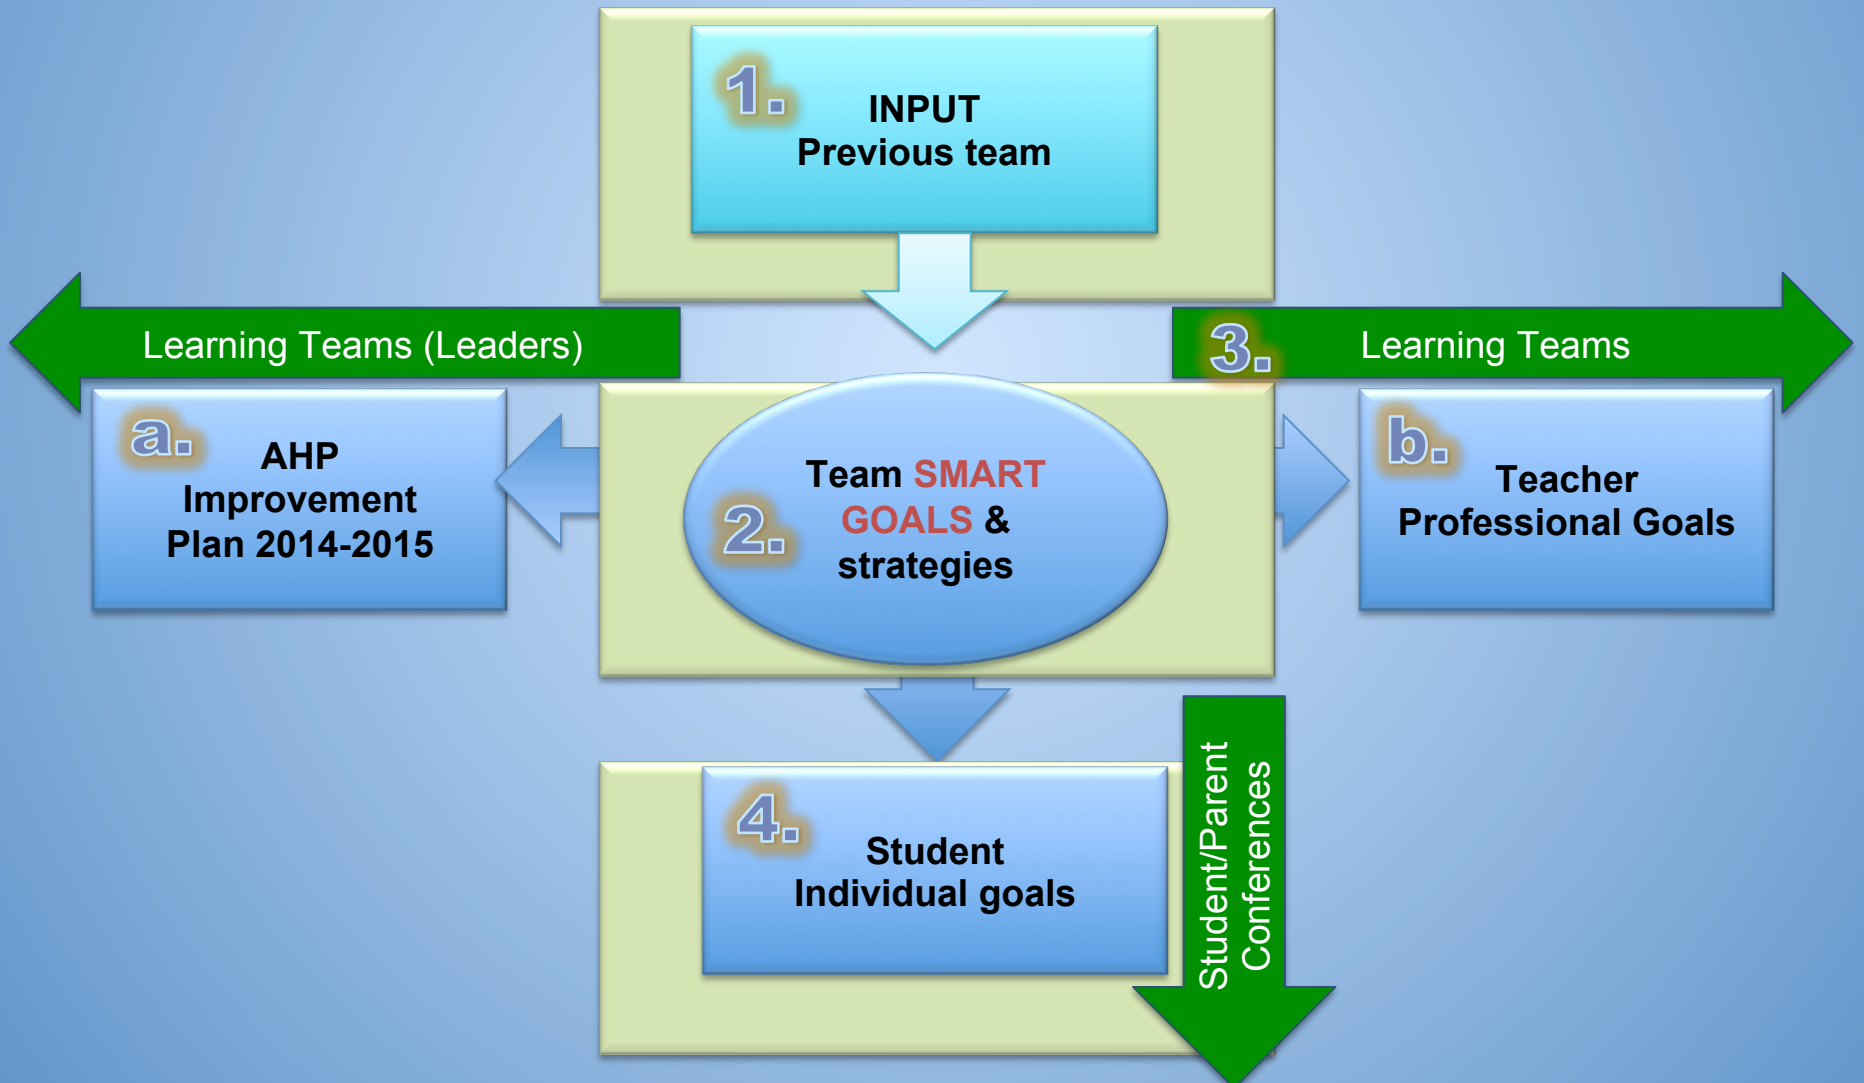 1.
INPUT
Previous team
Learning Teams (Leaders)
3.
Learning Teams
a.
AHP
Improvement
Plan 2014-2015
2.
Team SMART
GOALS &
strategies
b.
Teacher
Professional Goals
4.
Student
Individual goals
Student/Parent
Conferences